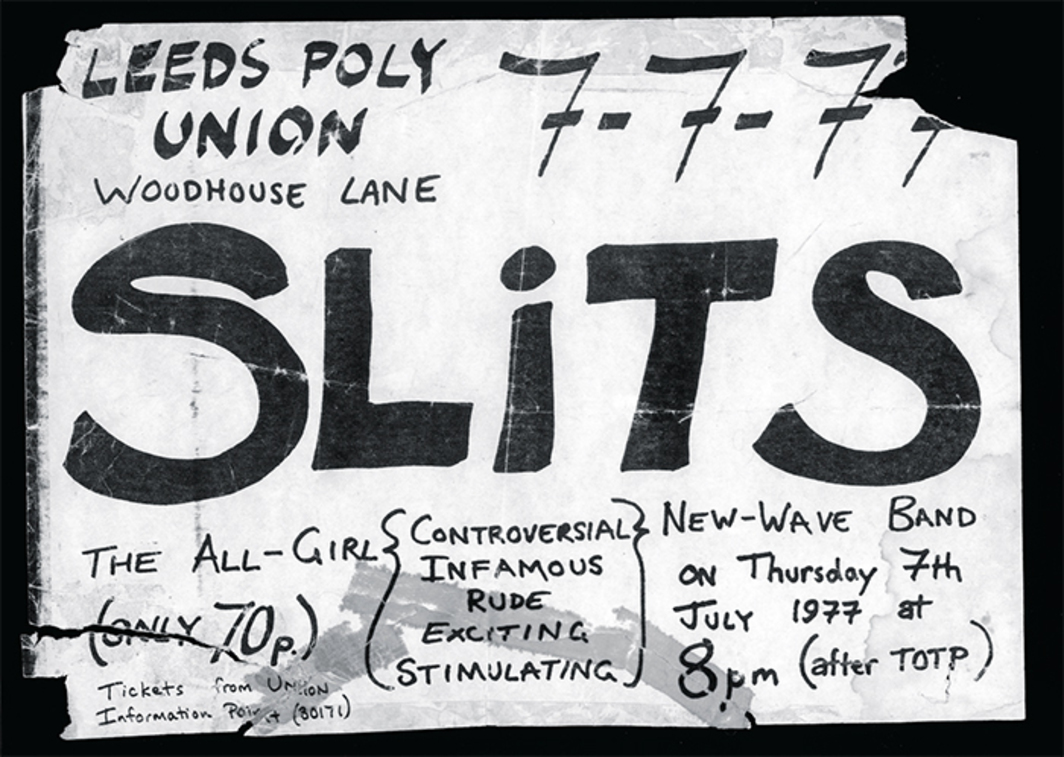 LEEDS POLY
UNION
WOODHOUSE LANE
7-7-77
SLiTS
THE ALL-GIRL
(ONLY 70p.)
Tickets from UNION
Information Point (30171)
{CONTROVERSIAL}
INFAMOUS
RUDE
EXCITING
STIMULATING
NEW-WAVE BAND
ON Thursday 7th
JULY 1977 at
8pm (after TOTP)